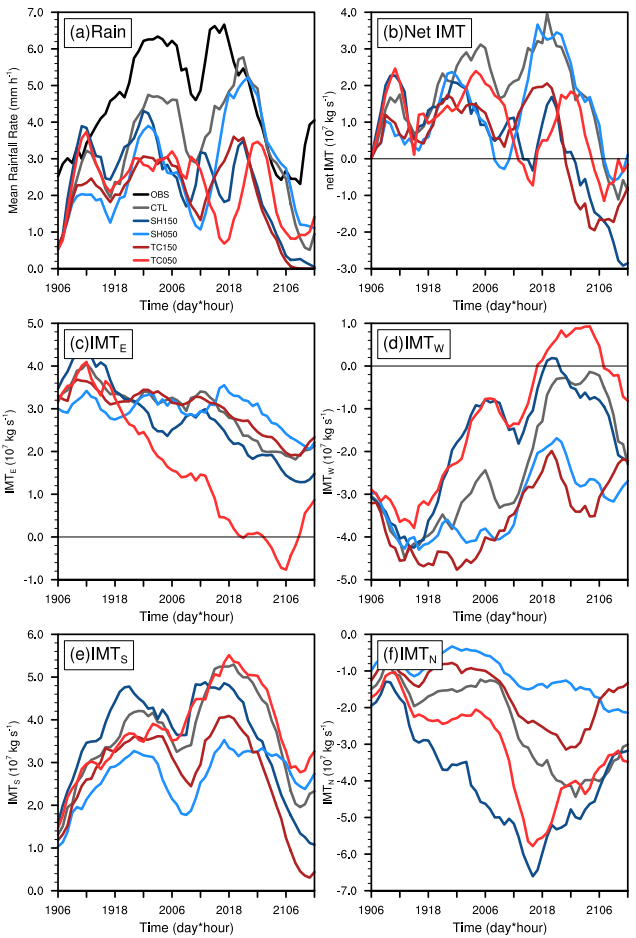 (a)Rain
Mean Rainfall Rate (mm h⁻¹)
7.0
6.0
5.0
4.0
3.0
2.0
1.0
0.0
OBS
CTL
SH150
SH050
TC150
TC050
1906 1918 2006 2018 2106
Time (day*hour)
(b)Net IMT
net IMT (10⁷ kg s⁻¹)
4.0
3.0
2.0
1.0
0.0
-1.0
-2.0
-3.0
1906 1918 2006 2018 2106
Time (day*hour)
(c)IMT_E
IMT_E (10⁷ kg s⁻¹)
5.0
4.0
3.0
2.0
1.0
0.0
-1.0
1906 1918 2006 2018 2106
Time (day*hour)
(d)IMT_W
IMT_W (10⁷ kg s⁻¹)
1.0
0.0
-1.0
-2.0
-3.0
-4.0
-5.0
1906 1918 2006 2018 2106
Time (day*hour)
(e)IMT_S
IMT_S (10⁷ kg s⁻¹)
6.0
5.0
4.0
3.0
2.0
1.0
0.0
1906 1918 2006 2018 2106
Time (day*hour)
(f)IMT_N
IMT_N (10⁷ kg s⁻¹)
0.0
-1.0
-2.0
-3.0
-4.0
-5.0
-6.0
-7.0
1906 1918 2006 2018 2106
Time (day*hour)